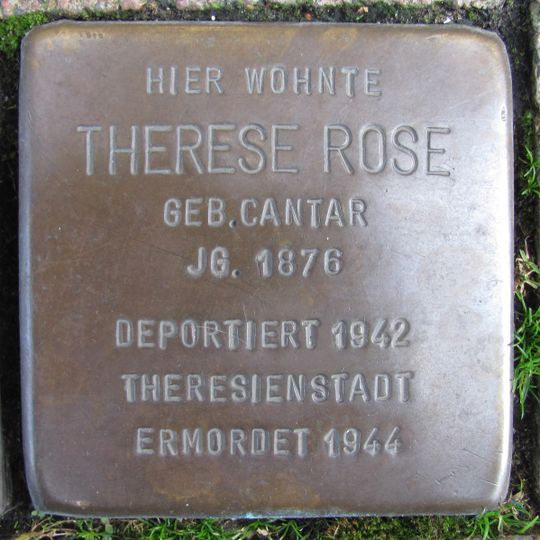 HIER WOHNTE
THERESE ROSE
GEB. CANTAR
JG. 1876
DEPORTIERT 1942
THERESIENSTADT
ERMORDET 1944